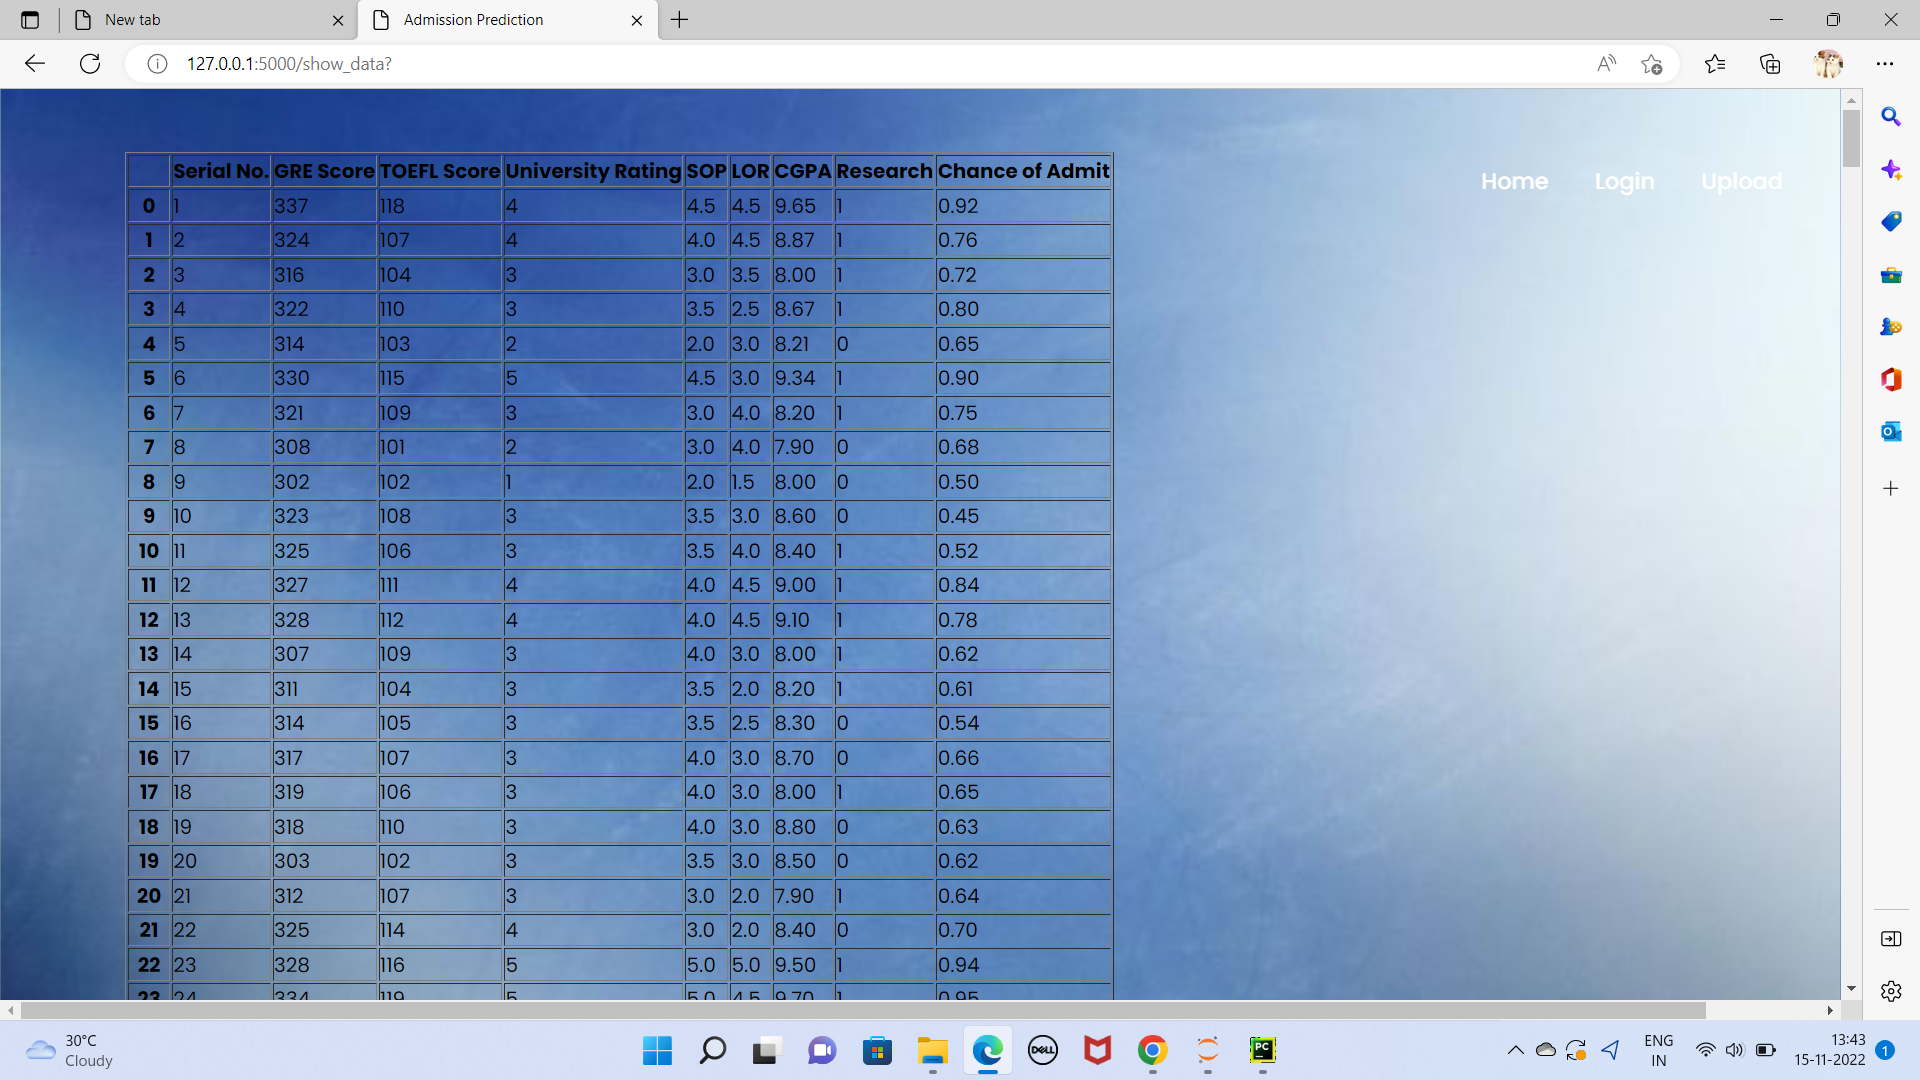 New tab
Admission Prediction
127.0.0.1:5000/show_data?
Home Login Upload
Serial No. GRE Score TOEFL Score University Rating SOP LOR CGPA Research Chance of Admit
0 1 337 118 4 4.5 4.5 9.65 1 0.92
1 2 324 107 4 4.0 4.5 8.87 1 0.76
2 3 316 104 3 3.0 3.5 8.00 1 0.72
3 4 322 110 3 3.5 2.5 8.67 1 0.80
4 5 314 103 2 2.0 3.0 8.21 0 0.65
5 6 330 115 5 4.5 3.0 9.34 1 0.90
6 7 321 109 3 3.0 4.0 8.20 1 0.75
7 8 308 101 2 3.0 4.0 7.90 0 0.68
8 9 302 102 1 2.0 1.5 8.00 0 0.50
9 10 323 108 3 3.5 3.0 8.60 0 0.45
10 11 325 106 3 3.5 4.0 8.40 1 0.52
11 12 327 111 4 4.0 4.5 9.00 1 0.84
12 13 328 112 4 4.0 4.5 9.10 1 0.78
13 14 307 109 3 4.0 3.0 8.00 1 0.62
14 15 311 104 3 3.5 2.0 8.20 1 0.61
15 16 314 105 3 3.5 2.5 8.30 0 0.54
16 17 317 107 3 4.0 3.0 8.70 0 0.66
17 18 319 106 3 4.0 3.0 8.00 1 0.65
18 19 318 110 3 4.0 3.0 8.80 0 0.63
19 20 303 102 3 3.5 3.0 8.50 0 0.62
20 21 312 107 3 3.0 2.0 7.90 1 0.64
21 22 325 114 4 3.0 2.0 8.40 0 0.70
22 23 328 116 5 5.0 5.0 9.50 1 0.94
23 24 334 119 5 5.0 4.5 9.70 1 0.95
30°C
Cloudy
DELL
PC
ENG
IN
13:43
15-11-2022
1